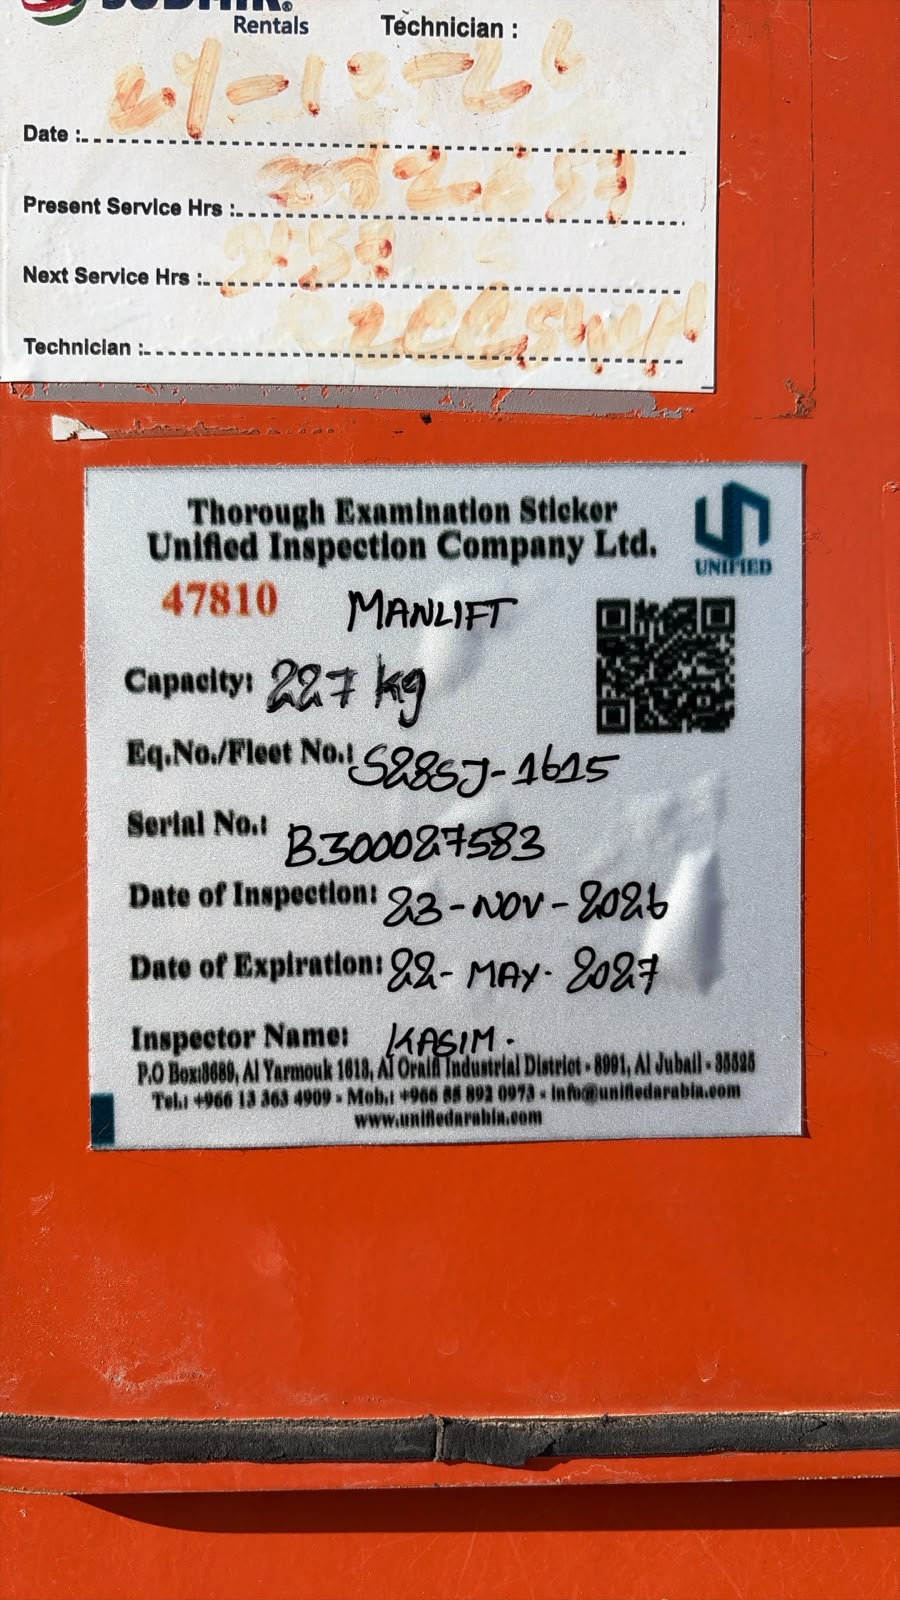 Rentals
Technician :
Date :
Present Service Hrs :
Next Service Hrs :
Technician :
Thorough Examination Sticker
Unified Inspection Company Ltd.
UNIFIED
47810 MANLIFT
Capacity: 227 kg
Eq.No./Fleet No.: S28SJ-1615
Serial No.: B300027583
Date of Inspection: 23-NOV-2026
Date of Expiration: 22-MAY-2027
Inspector Name: KASIM.
P.O Box:8689, Al Yarmouk 1613, Al Oraifi Industrial District - 8991, Al Jubail - 35525
Tel.: +966 13 363 4909 - Mob.: +966 55 892 0973 - info@unifiedarabia.com
www.unifiedarabia.com